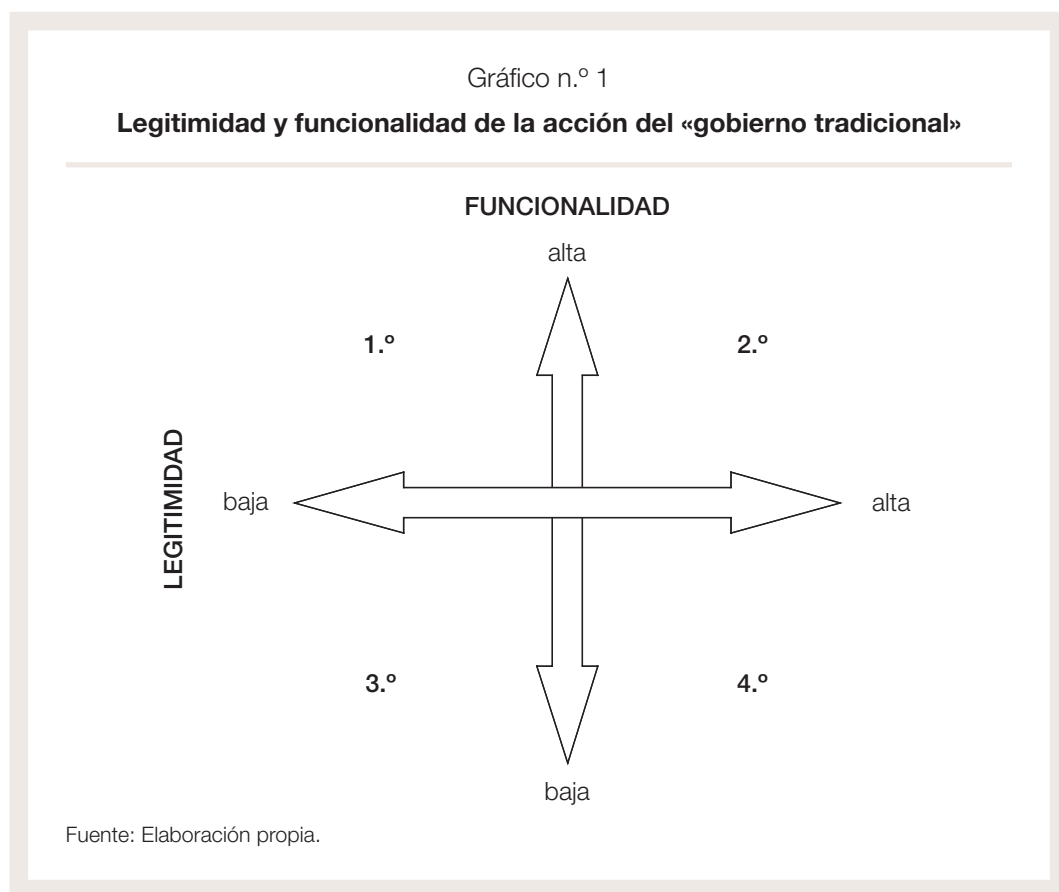 Gráfico n.º 1
Legitimidad y funcionalidad de la acción del «gobierno tradicional»
FUNCIONALIDAD
alta
1.º
2.º
LEGITIMIDAD
baja
alta
3.º
4.º
baja
Fuente: Elaboración propia.